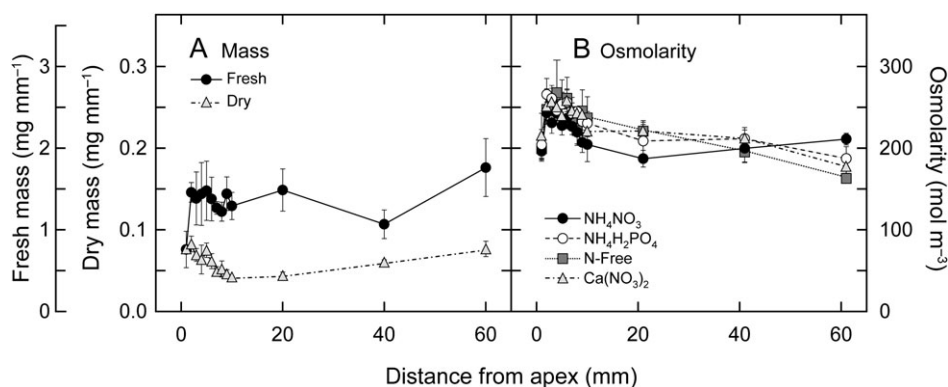 A Mass
Fresh
Dry
B Osmolarity
NH₄NO₃
NH₄H₂PO₄
N-Free
Ca(NO₃)₂
Fresh mass (mg mm⁻¹)
3
2
1
0
Dry mass (mg mm⁻¹)
0.3
0.2
0.1
0.0
Osmolarity (mol m⁻³)
300
200
100
0
0 20 40 60
0 20 40 60
Distance from apex (mm)